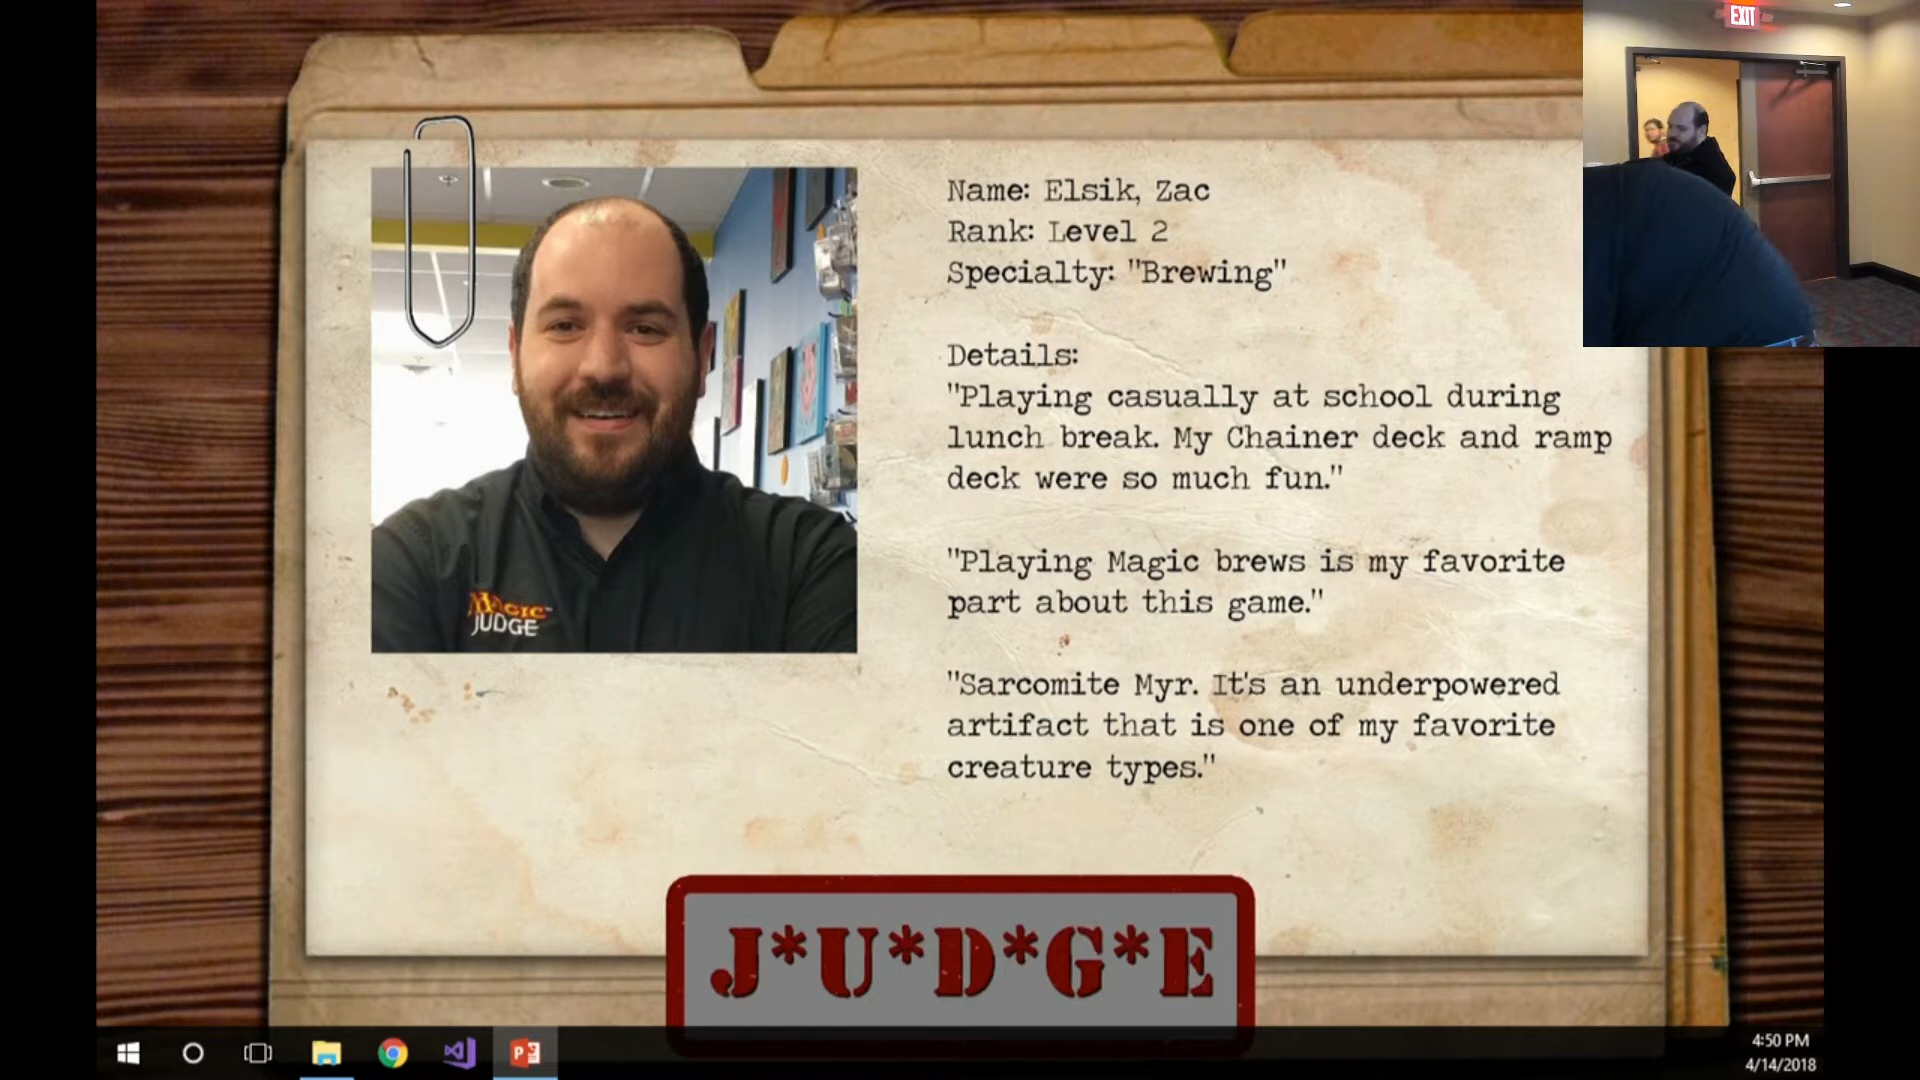 EXIT
Name: Elsik, Zac
Rank: Level 2
Specialty: "Brewing"
Details:
"Playing casually at school during
lunch break. My Chainer deck and ramp
deck were so much fun."
"Playing Magic brews is my favorite
part about this game."
"Sarcomite Myr. It's an underpowered
artifact that is one of my favorite
creature types."
MAGIC
JUDGE
J*U*D*G*E
4:50 PM
4/14/2018